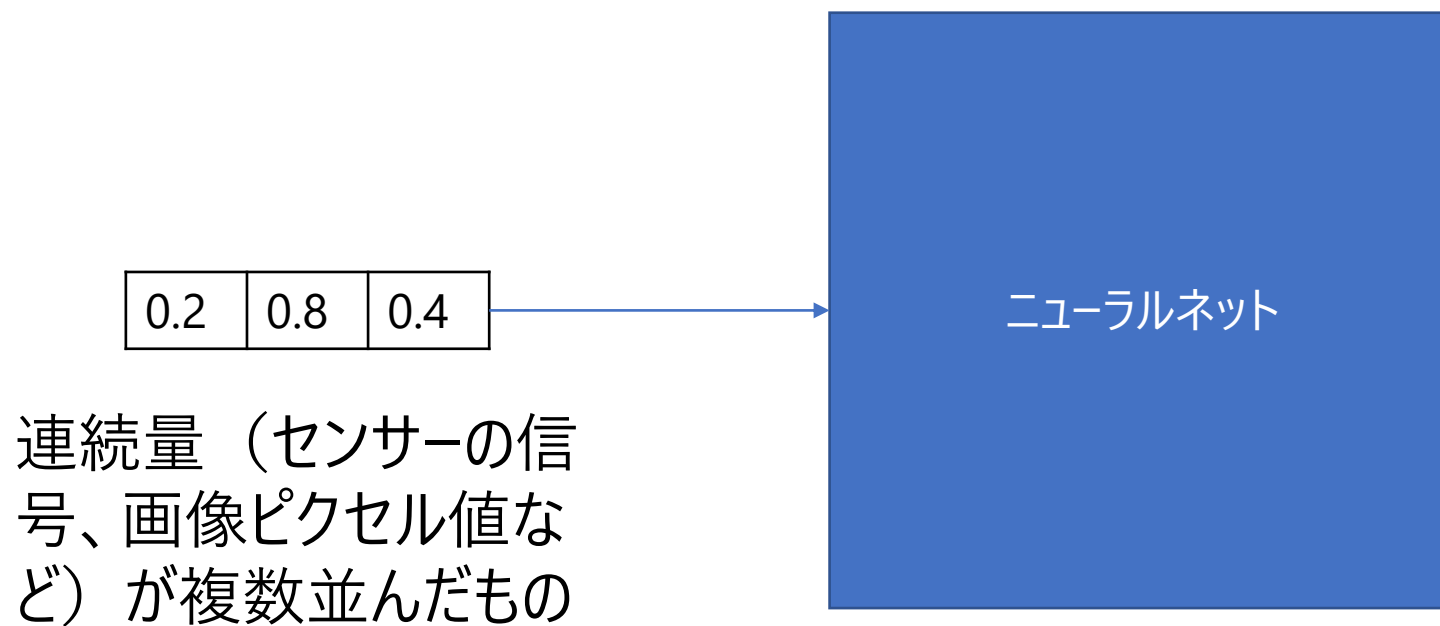 0.2 0.8 0.4
ニューラルネット
連続量（センサーの信
号、画像ピクセル値な
ど）が複数並んだもの